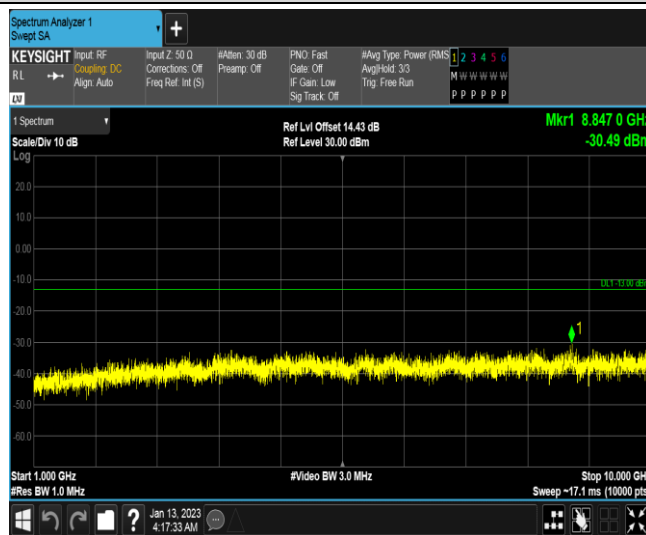 Spectrum Analyzer 1
Swept SA
+
KEYSIGHT
RL
LXI
Input: RF
Coupling: DC
Align: Auto
Input Z: 50 Ω
Corrections: Off
Freq Ref: Int (S)
#Atten: 30 dB
Preamp: Off
PNO: Fast
Gate: Off
IF Gain: Low
Sig Track: Off
#Avg Type: Power (RMS
Avg|Hold: 3/3
Trig: Free Run
1 2 3 4 5 6
M W W W W W
P P P P P P
1 Spectrum
Scale/Div 10 dB
Log
Ref Lvl Offset 14.43 dB
Ref Level 30.00 dBm
Mkr1 8.847 0 GHz
-30.49 dBm
20.0
10.0
0.00
-10.0
-20.0
-30.0
-40.0
-50.0
-60.0
DL1 -13.00 dBm
1
Start 1.000 GHz
#Res BW 1.0 MHz
#Video BW 3.0 MHz
Stop 10.000 GH
Sweep ~17.1 ms (10000 pts
?
Jan 13, 2023
4:17:33 AM